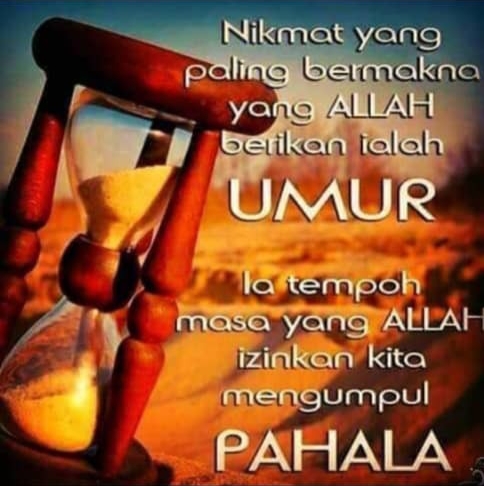 Nikmat yang
paling bermakna
yang ALLAH
berikan ialah
UMUR
Ia tempoh
masa yang ALLAH
izinkan kita
mengumpul
PAHALA